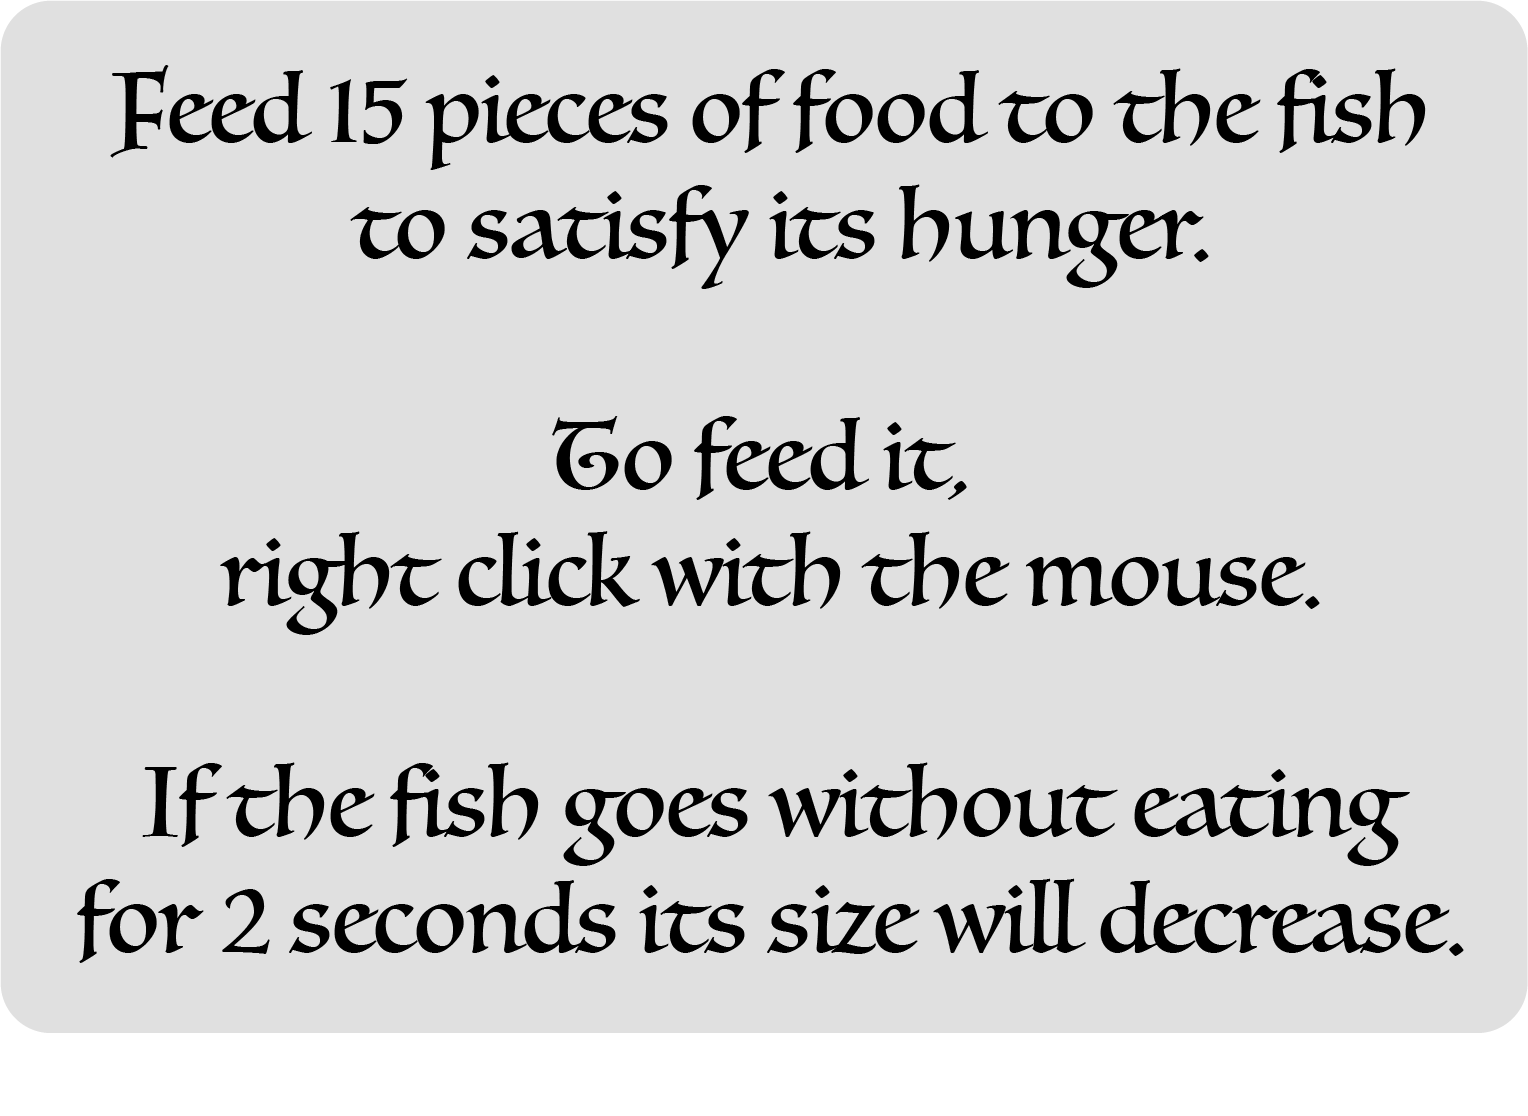 Feed 15 pieces of food to the fish
to satisfy its hunger.
To feed it,
right click with the mouse.
If the fish goes without eating
for 2 seconds its size will decrease.